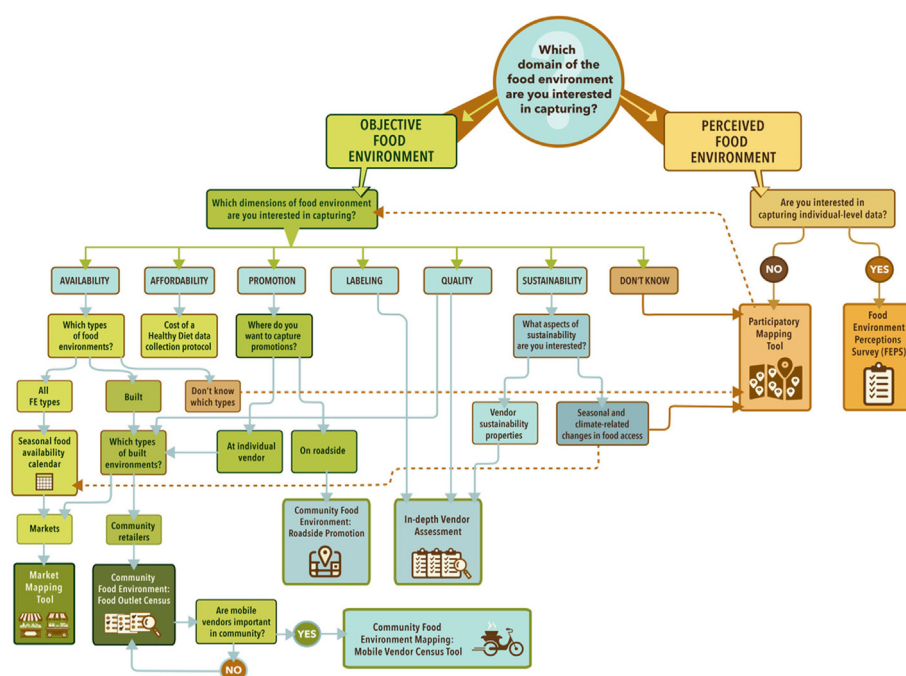 Which
domain of the
food environment
are you interested
in capturing?
OBJECTIVE
FOOD
ENVIRONMENT
PERCEIVED
FOOD
ENVIRONMENT
Which dimensions of food environment
are you interested in capturing?
Are you interested in
capturing individual-level data?
NO
YES
AVAILABILITY
AFFORDABILITY
PROMOTION
LABELING
QUALITY
SUSTAINABILITY
DON'T KNOW
Which types
of food
environments?
Cost of a
Healthy Diet data
collection protocol
Where do you
want to capture
promotions?
What aspects of
sustainability
are you interested?
Participatory
Mapping
Tool
Food
Environment
Perceptions
Survey (FEPS)
All
FE types
Built
Don't know
which types
Vendor
sustainability
properties
Seasonal and
climate-related
changes in food access
Seasonal food
availability
calendar
Which types
of built
environments?
At individual
vendor
On roadside
Markets
Community
retailers
Community Food
Environment:
Roadside Promotion
In-depth Vendor
Assessment
Market
Mapping
Tool
Community
Food Environment:
Food Outlet Census
Are mobile
vendors important
in community?
YES
NO
Community Food
Environment Mapping:
Mobile Vendor Census Tool